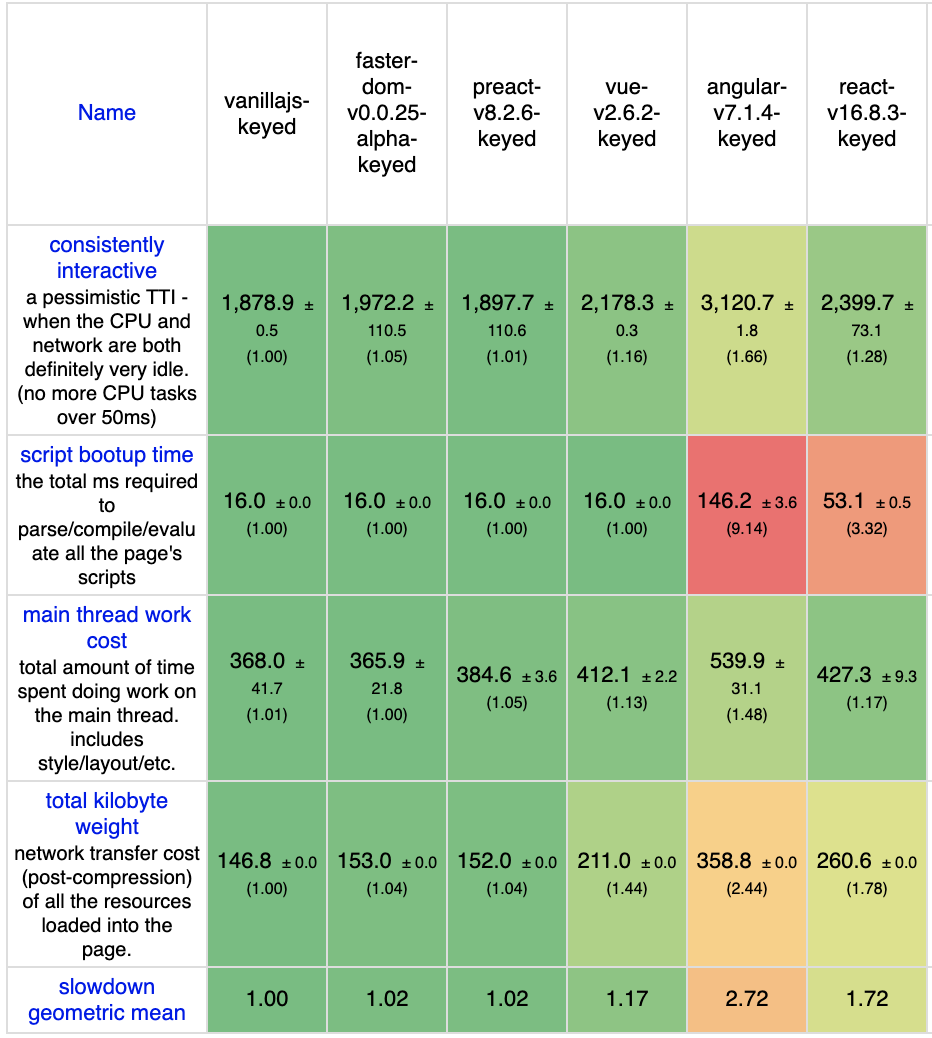 Name
vanillajs-
keyed
faster-
dom-
v0.0.25-
alpha-
keyed
preact-
v8.2.6-
keyed
vue-
v2.6.2-
keyed
angular-
v7.1.4-
keyed
react-
v16.8.3-
keyed
consistently
interactive
a pessimistic TTI -
when the CPU and
network are both
definitely very idle.
(no more CPU tasks
over 50ms)
1,878.9 ±
0.5
(1.00)
1,972.2 ±
110.5
(1.05)
1,897.7 ±
110.6
(1.01)
2,178.3 ±
0.3
(1.16)
3,120.7 ±
1.8
(1.66)
2,399.7 ±
73.1
(1.28)
script bootup time
the total ms required
to
parse/compile/evalu
ate all the page's
scripts
16.0 ± 0.0
(1.00)
16.0 ± 0.0
(1.00)
16.0 ± 0.0
(1.00)
16.0 ± 0.0
(1.00)
146.2 ± 3.6
(9.14)
53.1 ± 0.5
(3.32)
main thread work
cost
total amount of time
spent doing work on
the main thread.
includes
style/layout/etc.
368.0 ±
41.7
(1.01)
365.9 ±
21.8
(1.00)
384.6 ± 3.6
(1.05)
412.1 ± 2.2
(1.13)
539.9 ±
31.1
(1.48)
427.3 ± 9.3
(1.17)
total kilobyte
weight
network transfer cost
(post-compression)
of all the resources
loaded into the
page.
146.8 ± 0.0
(1.00)
153.0 ± 0.0
(1.04)
152.0 ± 0.0
(1.04)
211.0 ± 0.0
(1.44)
358.8 ± 0.0
(2.44)
260.6 ± 0.0
(1.78)
slowdown
geometric mean
1.00
1.02
1.02
1.17
2.72
1.72